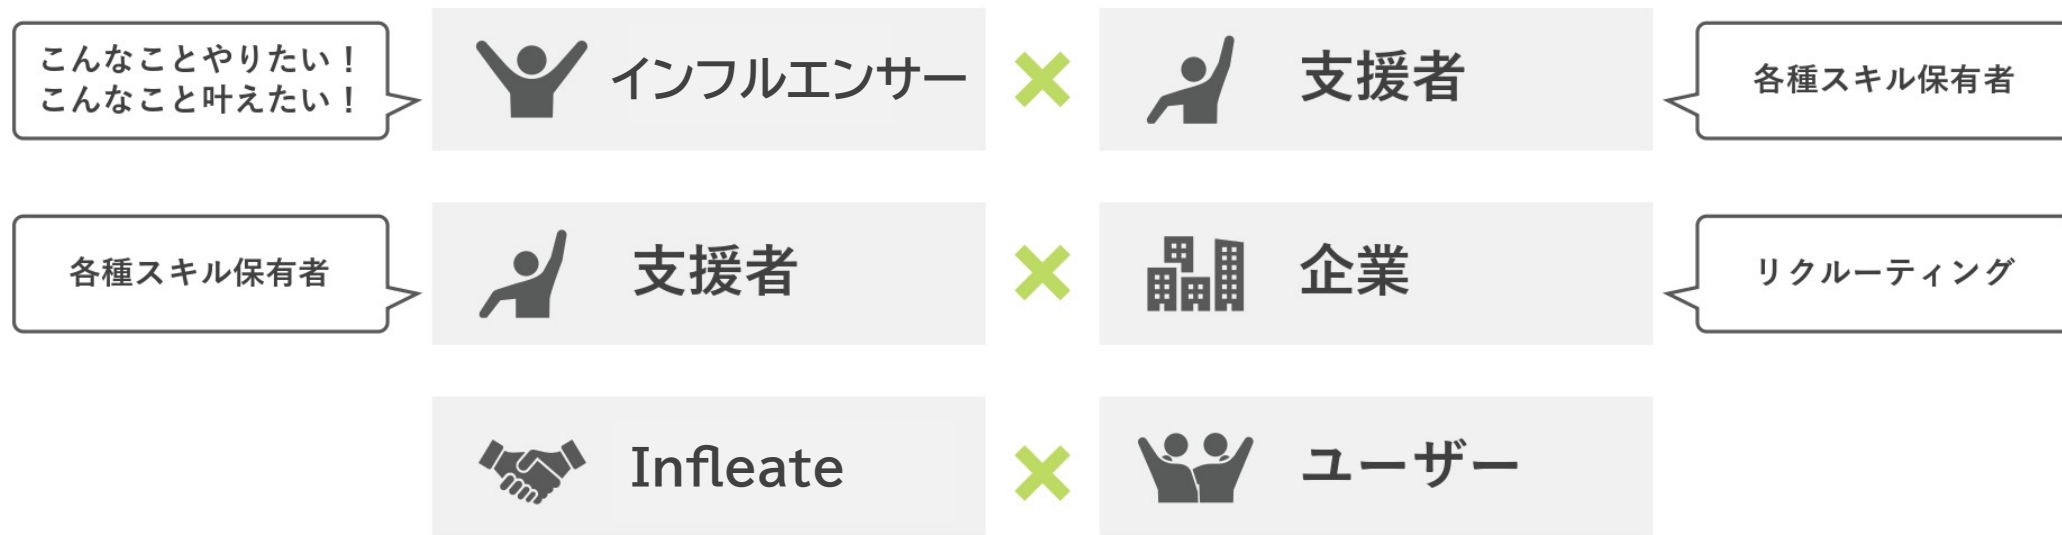 こんなことやりたい！
こんなこと叶えたい！
インフルエンサー
支援者
各種スキル保有者
各種スキル保有者
支援者
企業
リクルーティング
Infleate
ユーザー